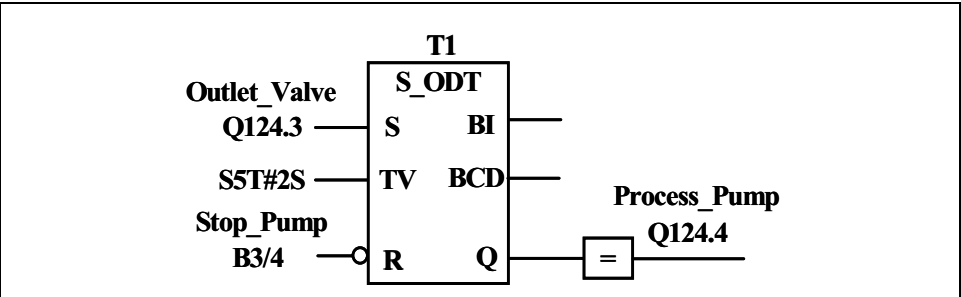 T1
S_ODT
Outlet_Valve
Q124.3
S
BI
S5T#2S
TV
BCD
Process_Pump
Stop_Pump
Q124.4
B3/4
R
Q
=